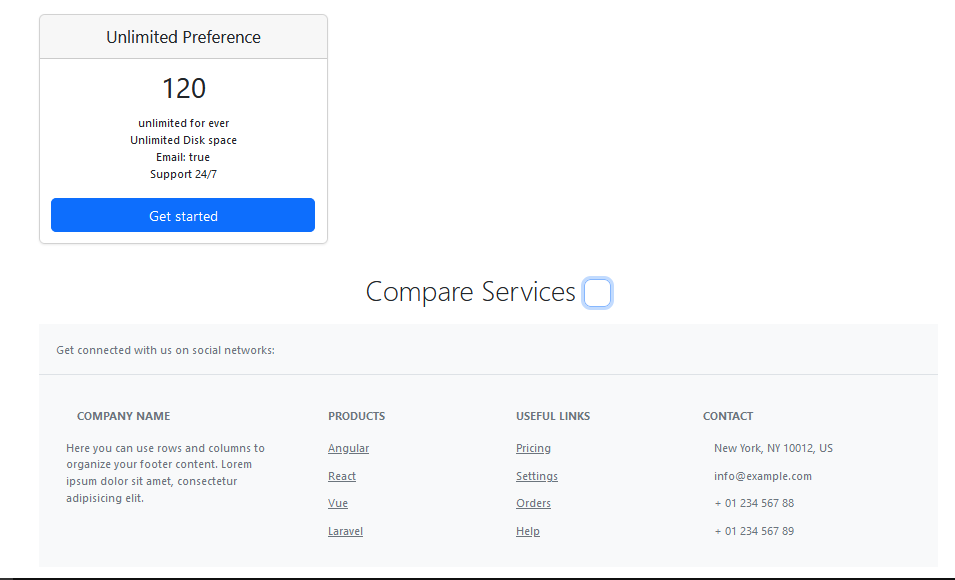 Unlimited Preference
120
unlimited for ever
Unlimited Disk space
Email: true
Support 24/7
Get started
Compare Services
Get connected with us on social networks:
COMPANY NAME
Here you can use rows and columns to
organize your footer content. Lorem
ipsum dolor sit amet, consectetur
adipisicing elit.
PRODUCTS
Angular
React
Vue
Laravel
USEFUL LINKS
Pricing
Settings
Orders
Help
CONTACT
New York, NY 10012, US
info@example.com
+ 01 234 567 88
+ 01 234 567 89